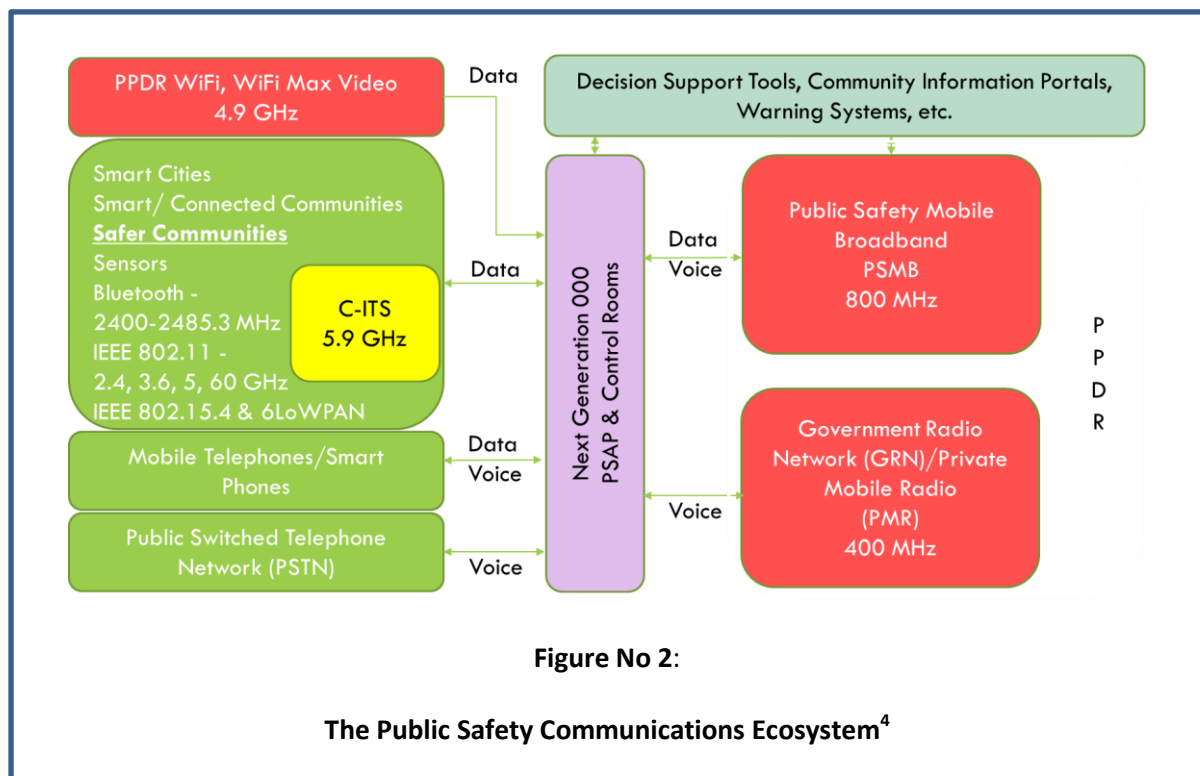 PPDR WiFi, WiFi Max Video
4.9 GHz
Data
Decision Support Tools, Community Information Portals,
Warning Systems, etc.
Smart Cities
Smart/ Connected Communities
Safer Communities
Sensors
Bluetooth -
2400-2485.3 MHz
IEEE 802.11 -
2.4, 3.6, 5, 60 GHz
IEEE 802.15.4 & 6LoWPAN
C-ITS
5.9 GHz
Data
Mobile Telephones/Smart
Phones
Data
Voice
Public Switched Telephone
Network (PSTN)
Voice
Next Generation 000
PSAP & Control Rooms
Data
Voice
Public Safety Mobile
Broadband
PSMB
800 MHz
Voice
Government Radio
Network (GRN)/Private
Mobile Radio
(PMR)
400 MHz
P
P
D
R
Figure No 2:
The Public Safety Communications Ecosystem⁴